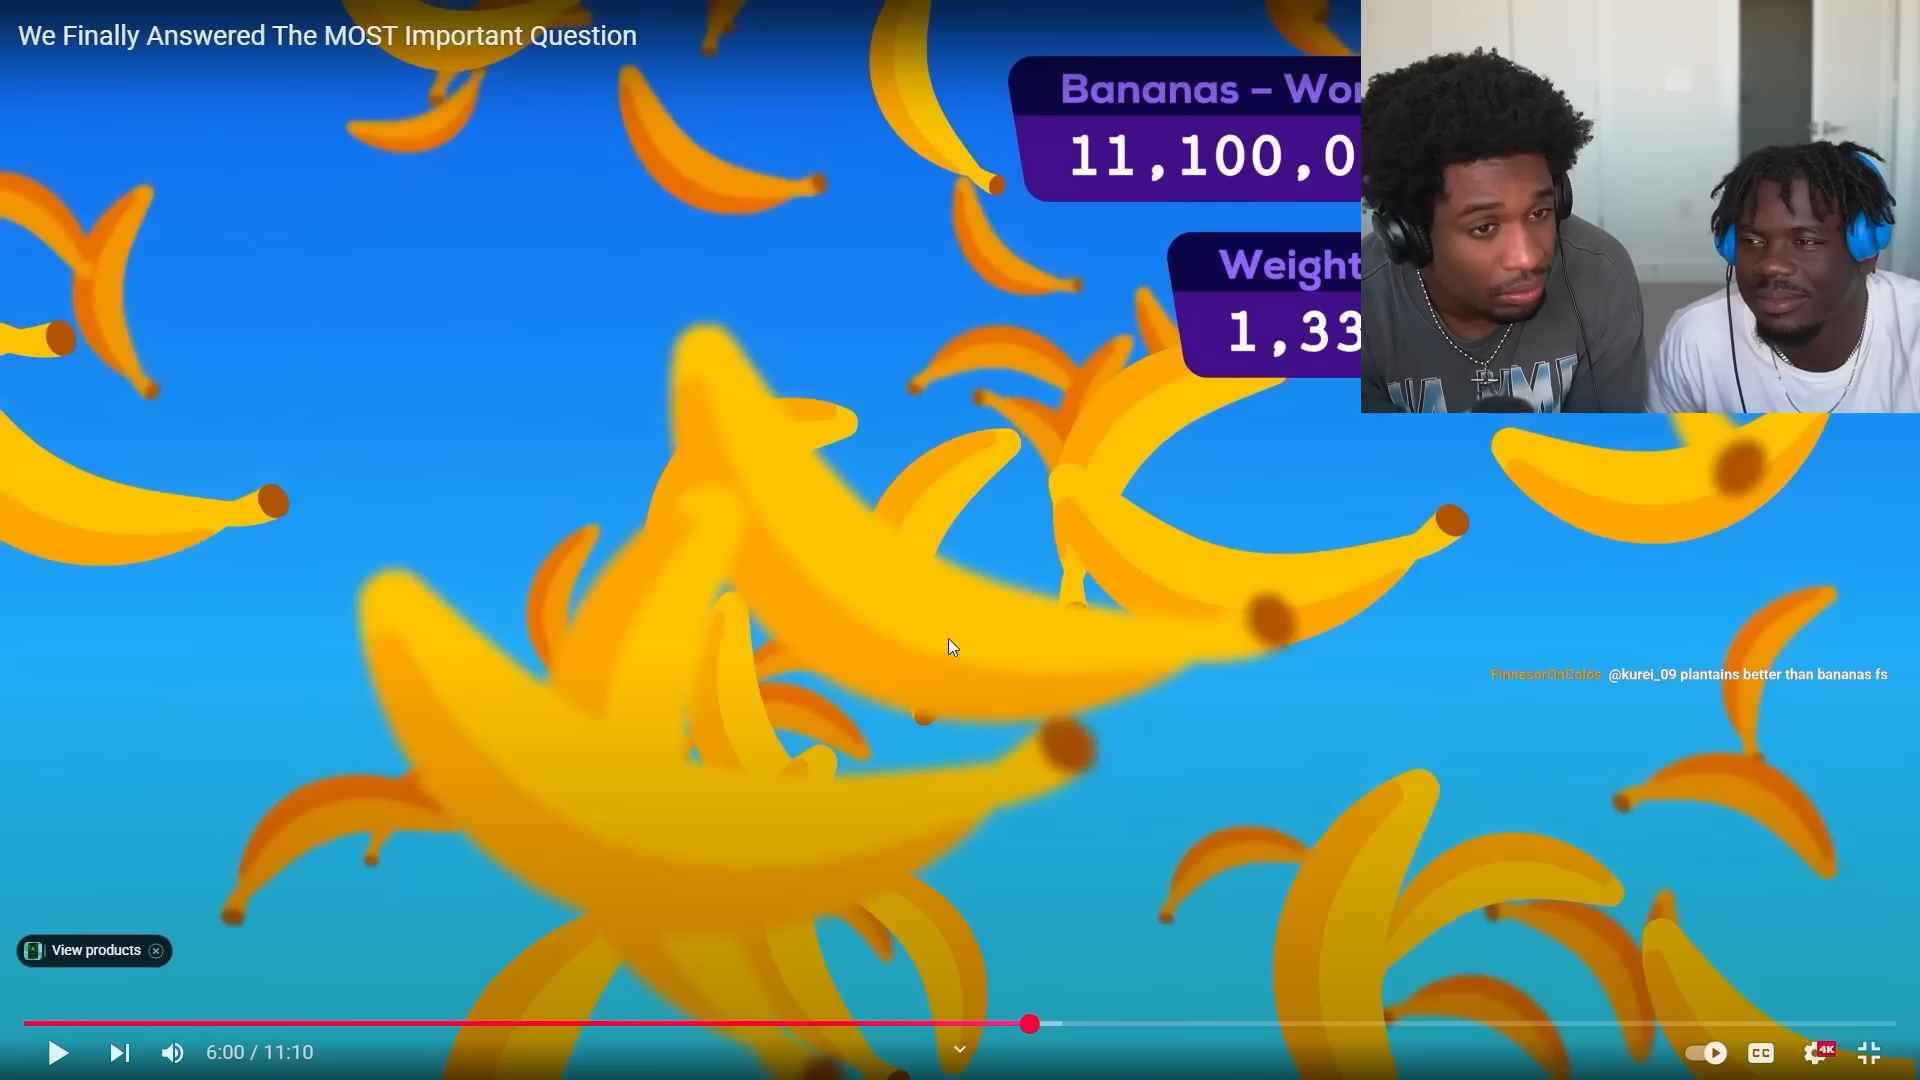 We Finally Answered The MOST Important Question
Bananas – Wor
11,100,0
Weight
1,33
FinnesorOnColos @kurei_09 plantains better than bananas fs
View products
6:00 / 11:10
CC
4K